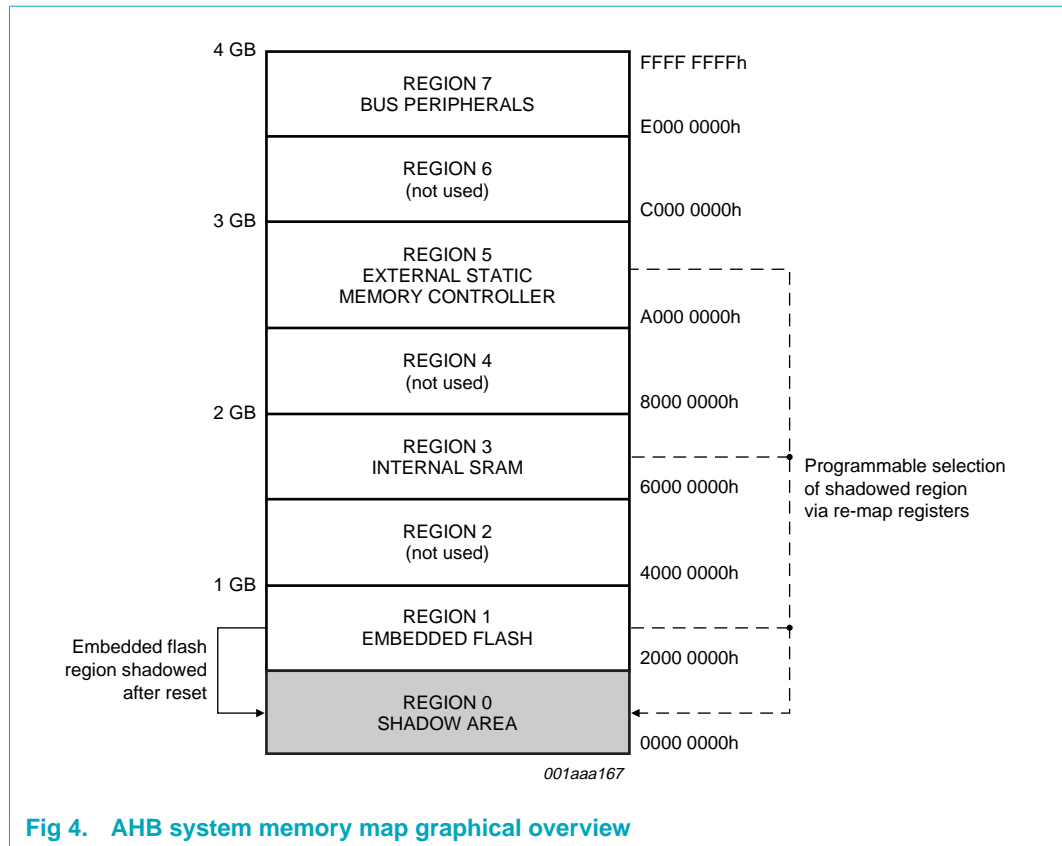 4 GB
FFFF FFFFh
REGION 7
BUS PERIPHERALS
E000 0000h
REGION 6
(not used)
C000 0000h
3 GB
REGION 5
EXTERNAL STATIC
MEMORY CONTROLLER
A000 0000h
REGION 4
(not used)
8000 0000h
2 GB
REGION 3
INTERNAL SRAM
6000 0000h
Programmable selection
of shadowed region
via re-map registers
REGION 2
(not used)
4000 0000h
1 GB
REGION 1
EMBEDDED FLASH
2000 0000h
Embedded flash
region shadowed
after reset
REGION 0
SHADOW AREA
0000 0000h
001aaa167
Fig 4. AHB system memory map graphical overview